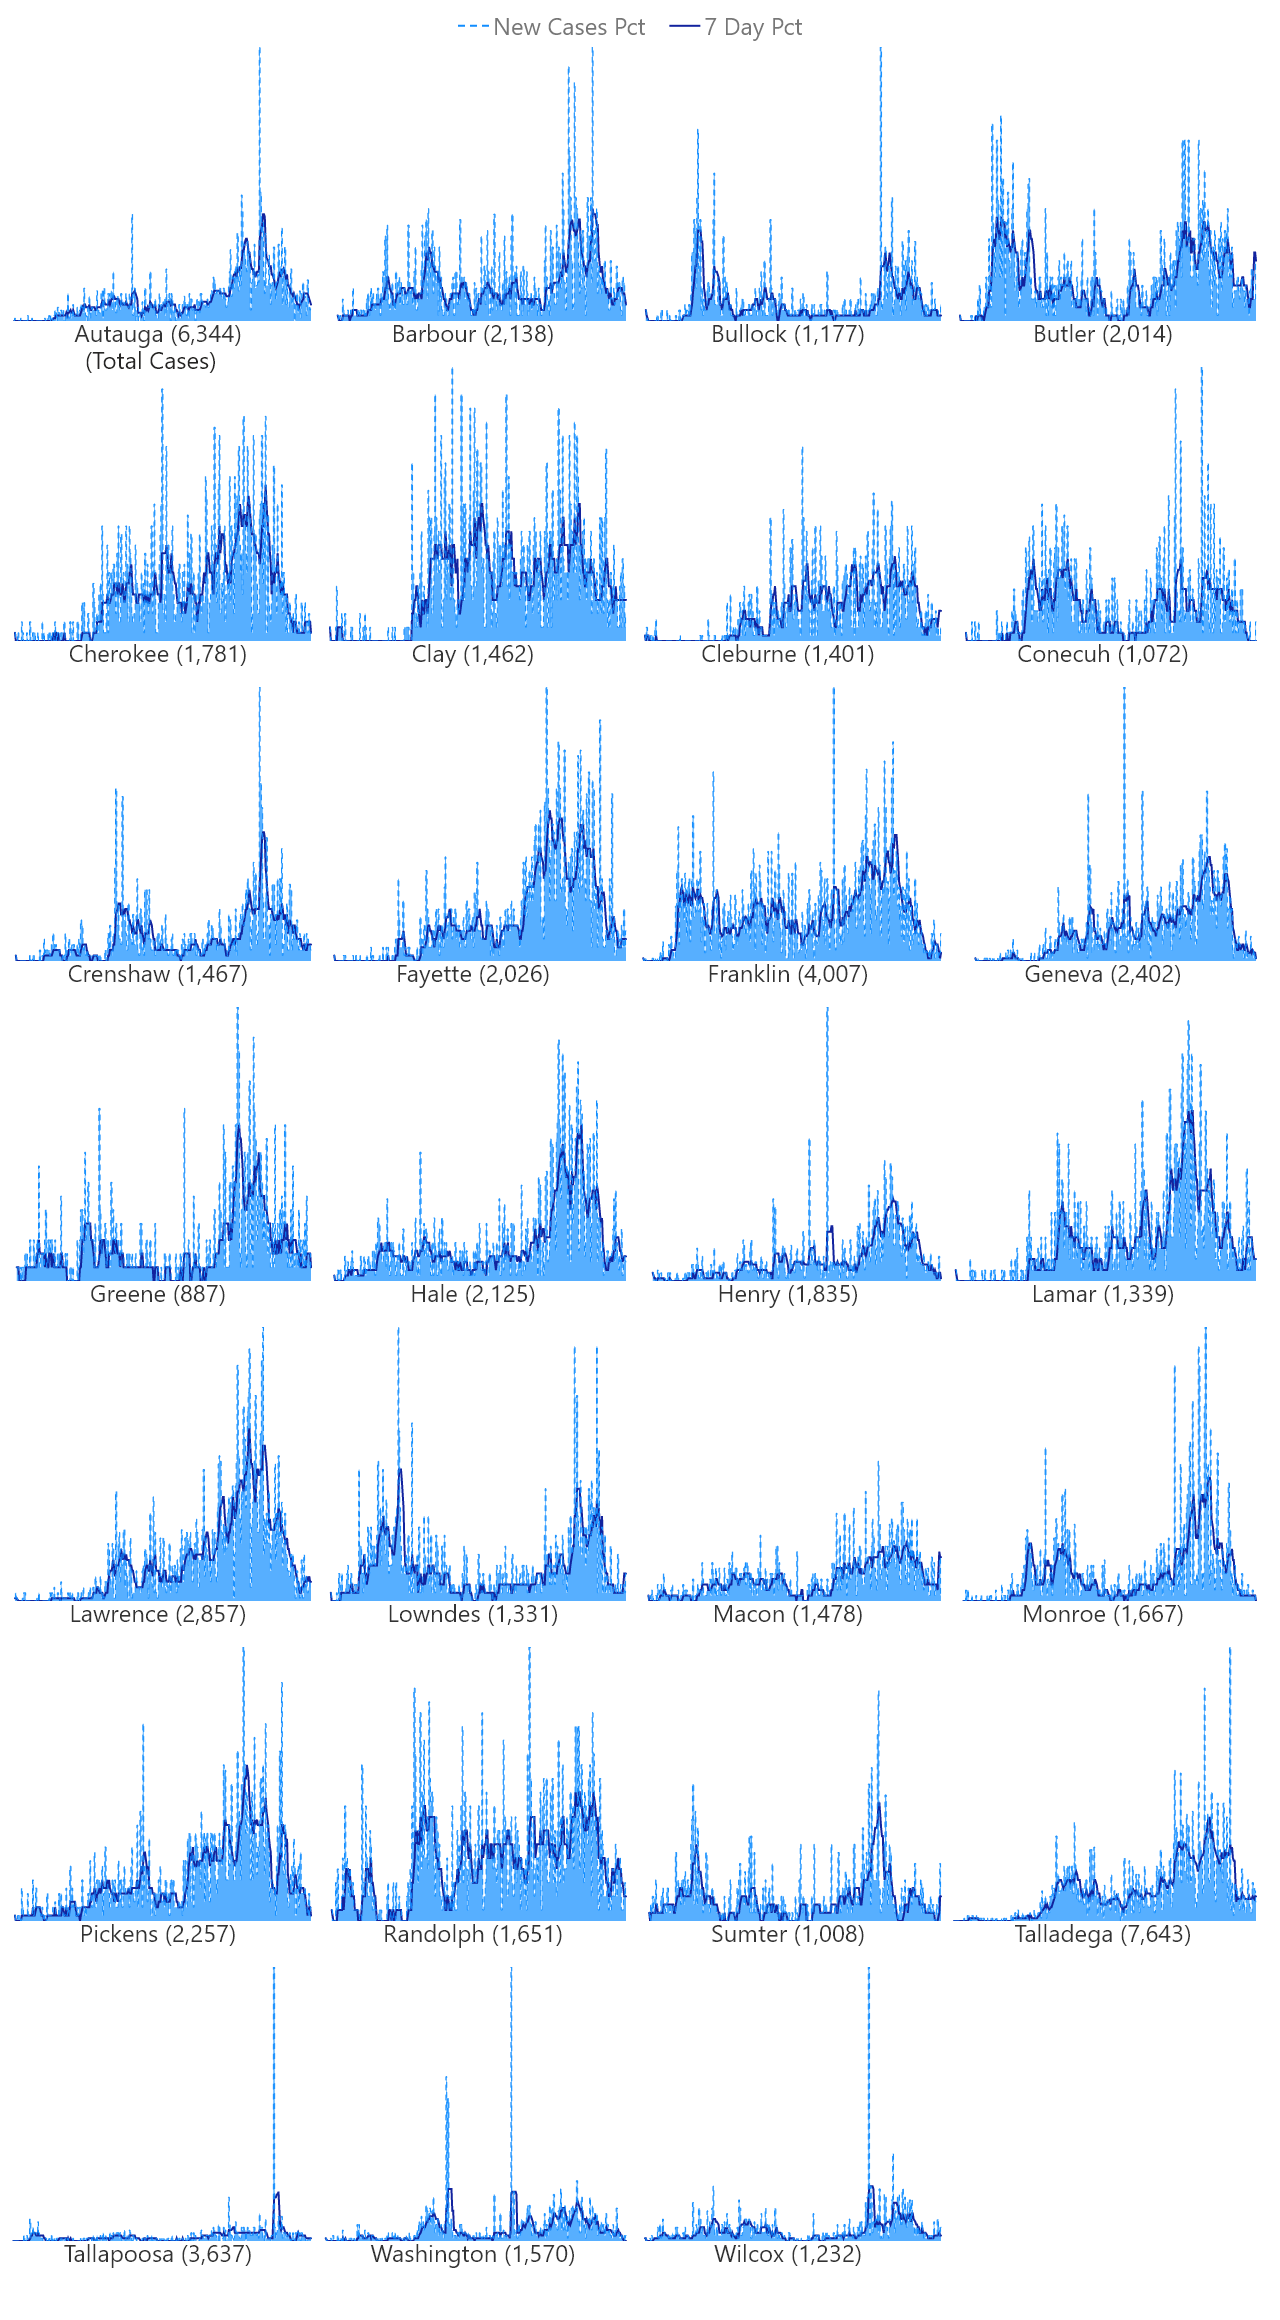 New Cases Pct 7 Day Pct
Autauga (6,344) Barbour (2,138) Bullock (1,177) Butler (2,014)
(Total Cases)
Cherokee (1,781) Clay (1,462) Cleburne (1,401) Conecuh (1,072)
Crenshaw (1,467) Fayette (2,026) Franklin (4,007) Geneva (2,402)
Greene (887) Hale (2,125) Henry (1,835) Lamar (1,339)
Lawrence (2,857) Lowndes (1,331) Macon (1,478) Monroe (1,667)
Pickens (2,257) Randolph (1,651) Sumter (1,008) Talladega (7,643)
Tallapoosa (3,637) Washington (1,570) Wilcox (1,232)